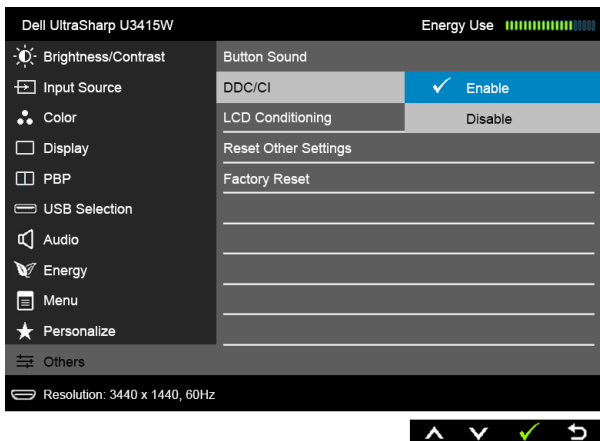 Dell UltraSharp U3415W Energy Use
Brightness/Contrast Button Sound
Input Source DDC/CI Enable
Color LCD Conditioning Disable
Display Reset Other Settings
PBP Factory Reset
USB Selection
Audio
Energy
Menu
Personalize
Others
Resolution: 3440 x 1440, 60Hz